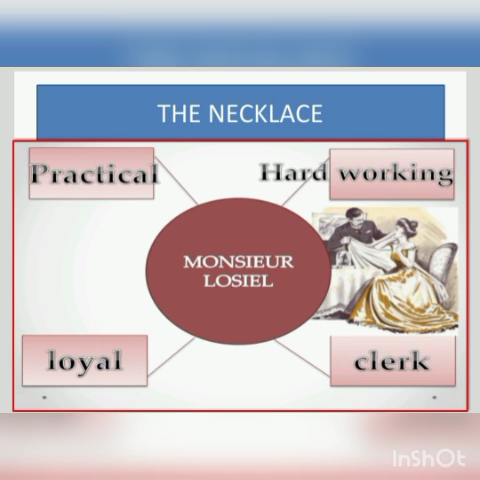 THE NECKLACE
Practical
Hard working
MONSIEUR
LOSIEL
loyal
clerk
InShOt